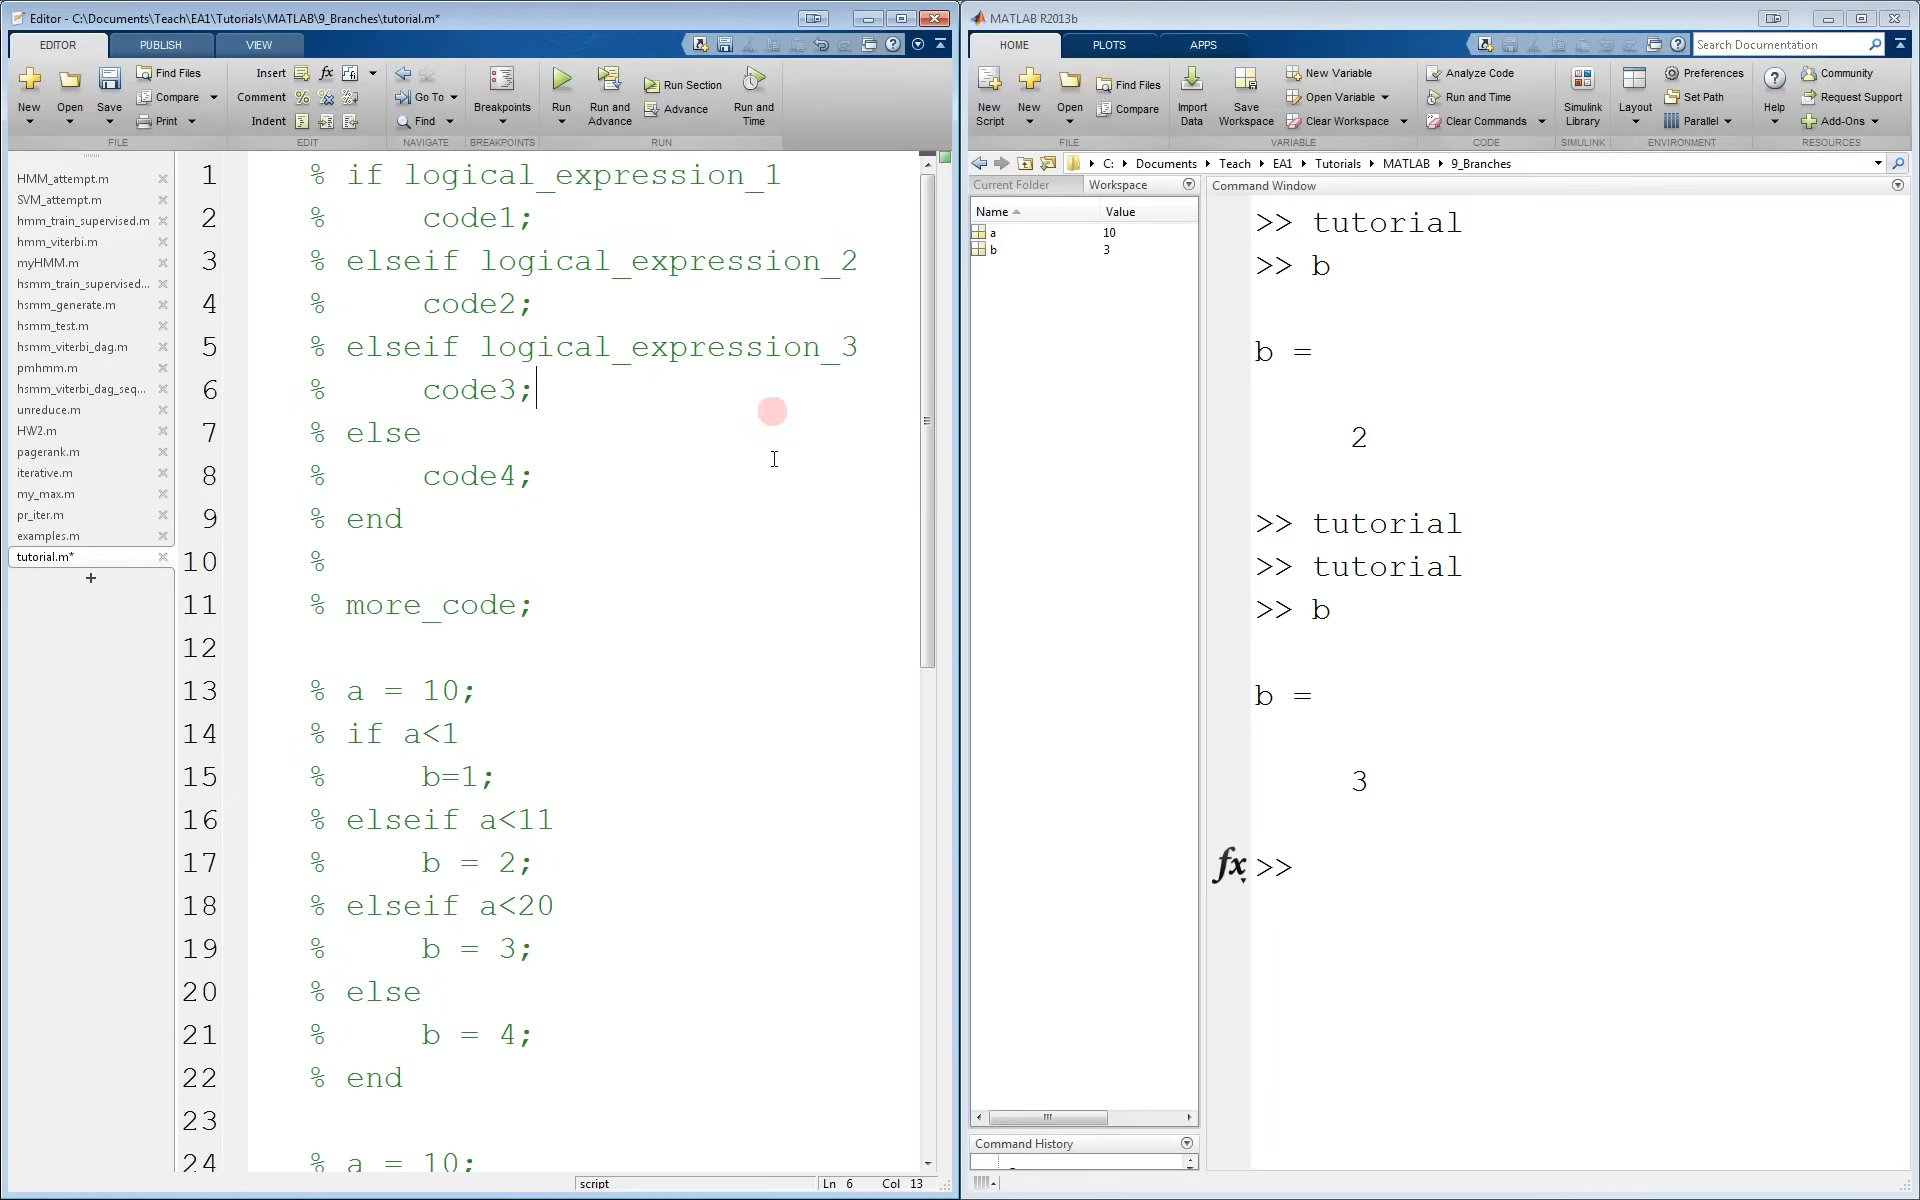 Editor - C:\Documents\Teach\EA1\Tutorials\MATLAB\9_Branches\tutorial.m*
EDITOR PUBLISH VIEW
New Open Save Find Files Compare Print
FILE
Insert Comment Indent
EDIT
Go To Find
NAVIGATE
Breakpoints
BREAKPOINTS
Run Run and Advance Run Section Advance Run and Time
RUN
HMM_attempt.m
SVM_attempt.m
hmm_train_supervised.m
hmm_viterbi.m
myHMM.m
hsmm_train_supervised...
hsmm_generate.m
hsmm_test.m
hsmm_viterbi_dag.m
pmhmm.m
hsmm_viterbi_dag_seq...
unreduce.m
HW2.m
pagerank.m
iterative.m
my_max.m
pr_iter.m
examples.m
tutorial.m*
1 % if logical_expression_1
2 %     code1;
3 % elseif logical_expression_2
4 %     code2;
5 % elseif logical_expression_3
6 %     code3;
7 % else
8 %     code4;
9 % end
10 %
11 % more_code;
12
13 % a = 10;
14 % if a<1
15 %     b=1;
16 % elseif a<11
17 %     b = 2;
18 % elseif a<20
19 %     b = 3;
20 % else
21 %     b = 4;
22 % end
23
24 % a = 10;
script Ln 6 Col 13
MATLAB R2013b
HOME PLOTS APPS Search Documentation
New Script New Open Find Files Compare
FILE
Import Data Save Workspace New Variable Open Variable Clear Workspace
VARIABLE
Analyze Code Run and Time Clear Commands
CODE
Simulink Library
SIMULINK
Layout Preferences Set Path Parallel
ENVIRONMENT
Help Community Request Support Add-Ons
RESOURCES
C: Documents Teach EA1 Tutorials MATLAB 9_Branches
Current Folder Workspace
Name Value
a 10
b 3
Command History
Command Window
>> tutorial
>> b
b =
2
>> tutorial
>> tutorial
>> b
b =
3
fx >>